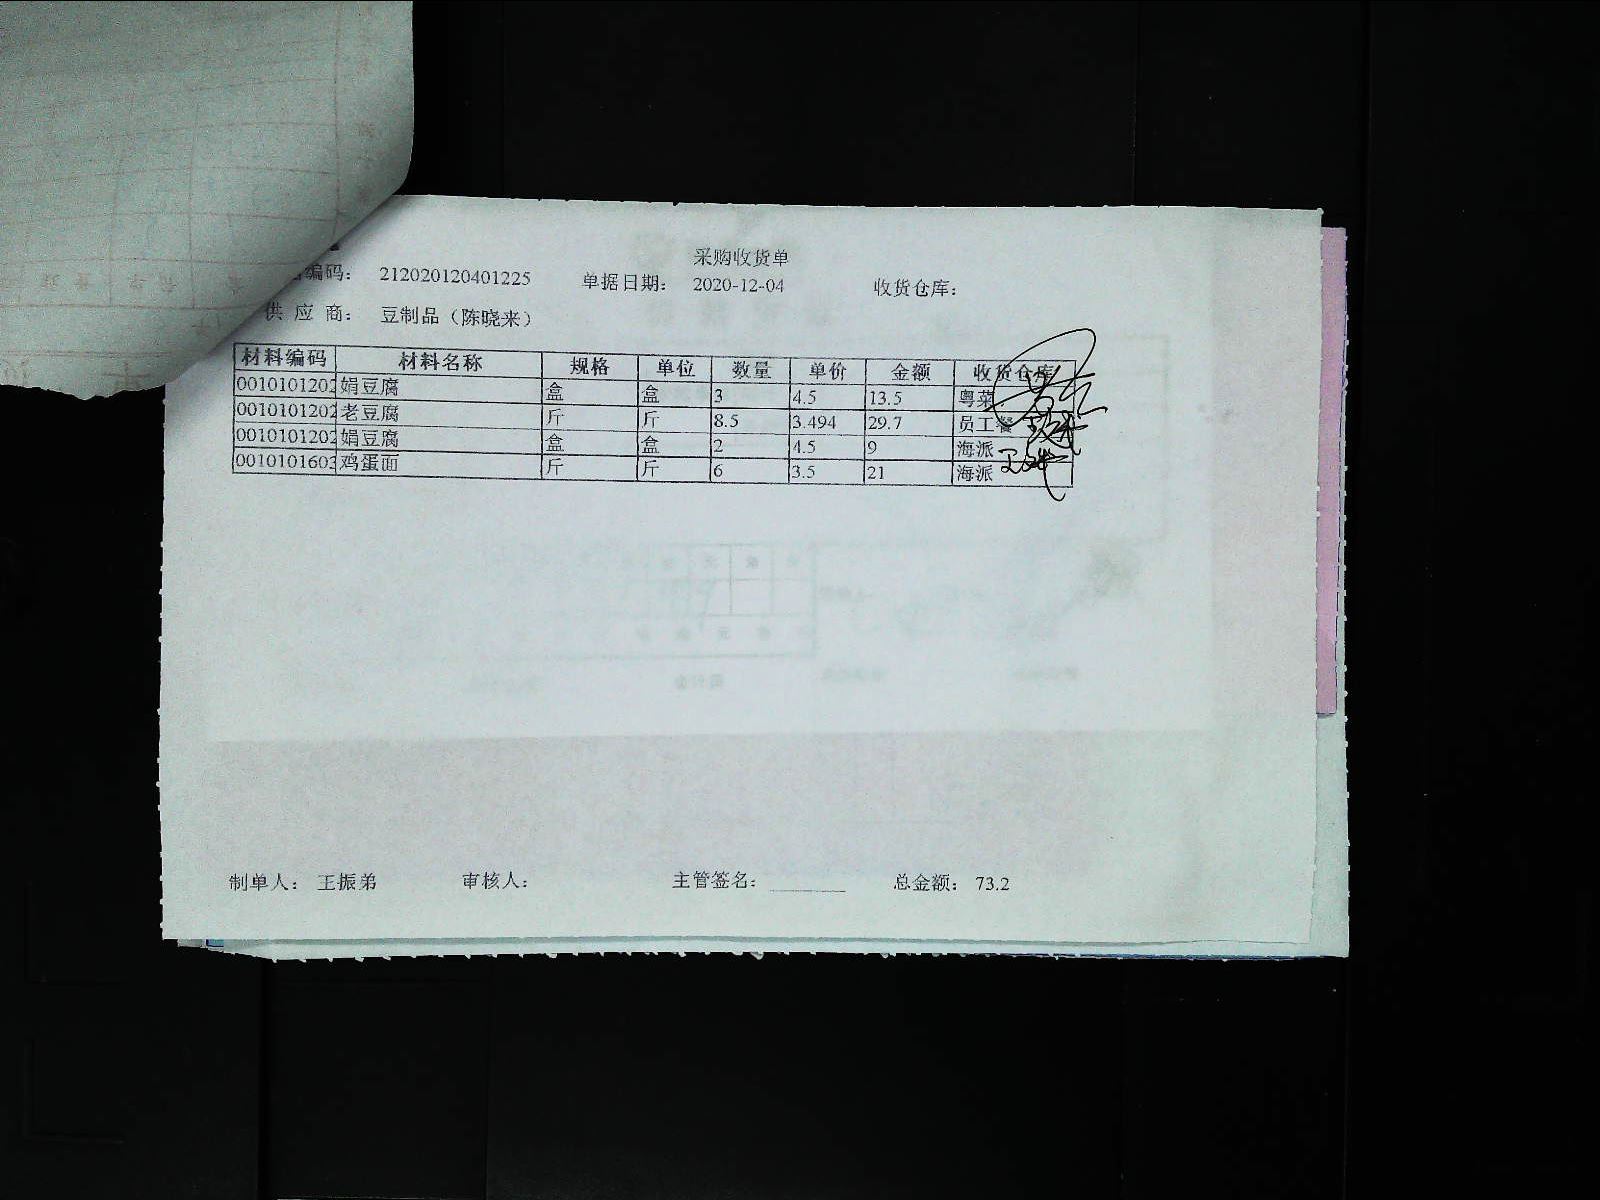 采购收货单
编码： 212020120401225 单据日期： 2020-12-04 收货仓库：
供 应 商： 豆制品（陈晓来）
材料编码 材料名称 规格 单位 数量 单价 金额 收货仓库
0010101202 娟豆腐 盒 盒 3 4.5 13.5 粤菜
0010101202 老豆腐 斤 斤 8.5 3.494 29.7 员工餐
0010101202 娟豆腐 盒 盒 2 4.5 9 海派
0010101603 鸡蛋面 斤 斤 6 3.5 21 海派
制单人： 王振弟 审核人： 主管签名： 总金额： 73.2